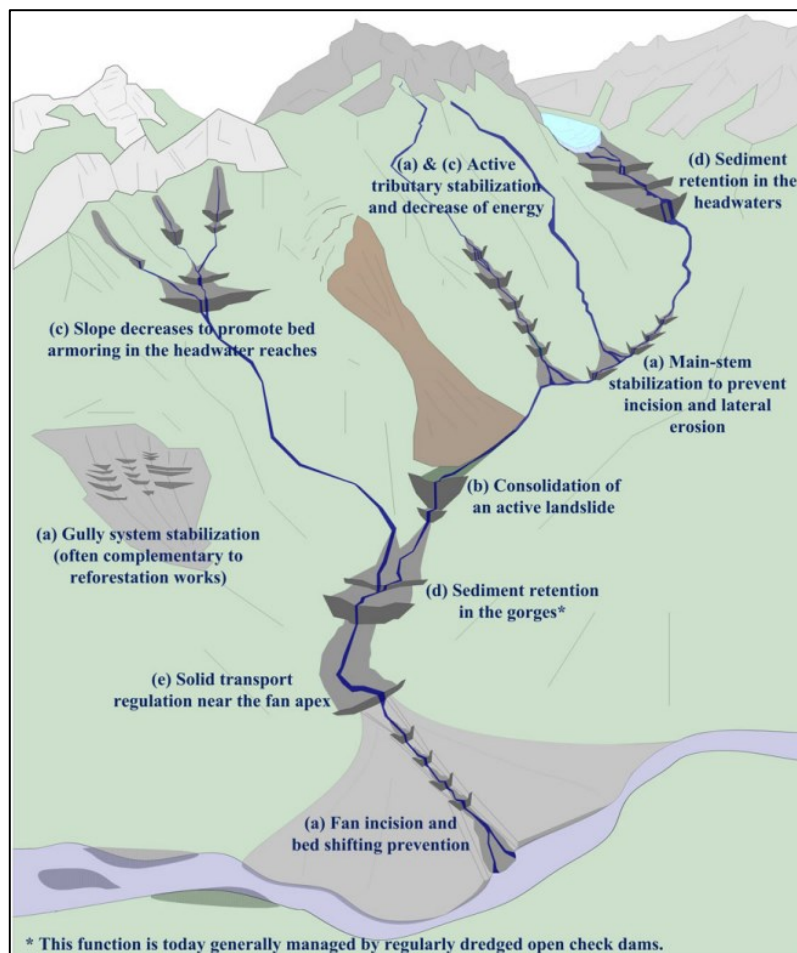 (a) & (c) Active
tributary stabilization
and decrease of energy
(d) Sediment
retention in the
headwaters
(c) Slope decreases to promote bed
armoring in the headwater reaches
(a) Main-stem
stabilization to prevent
incision and lateral
erosion
(b) Consolidation of
an active landslide
(a) Gully system stabilization
(often complementary to
reforestation works)
(d) Sediment retention
in the gorges*
(e) Solid transport
regulation near the fan apex
(a) Fan incision and
bed shifting prevention
* This function is today generally managed by regularly dredged open check dams.